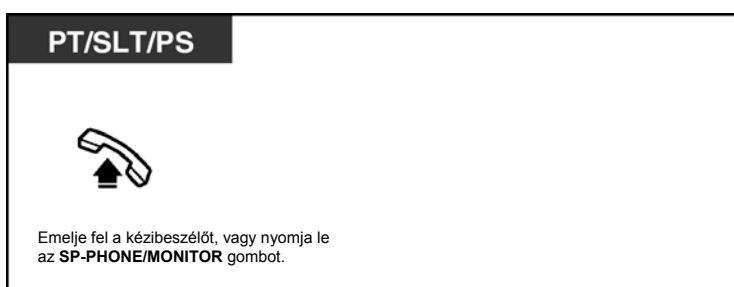 PT/SLT/PS
Emelje fel a kézibeszélőt, vagy nyomja le
az SP-PHONE/MONITOR gombot.